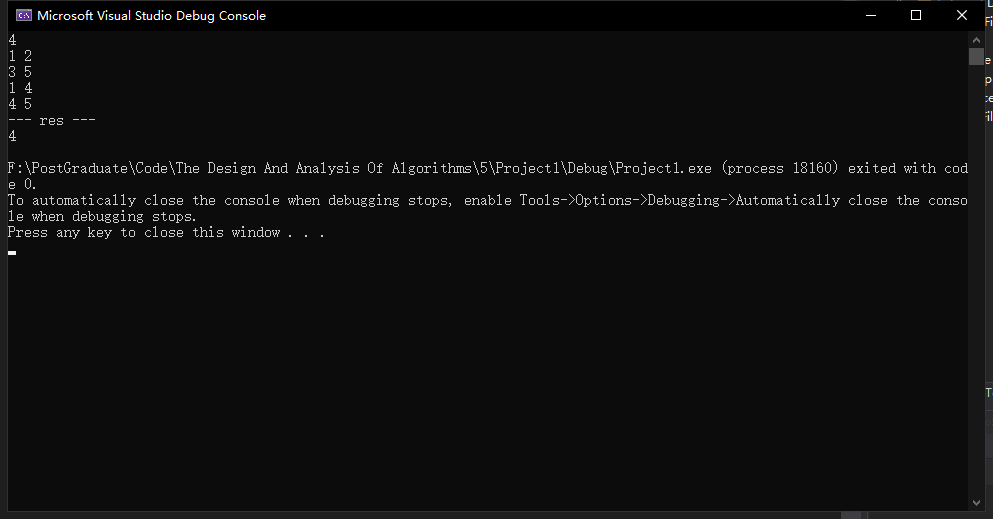 Microsoft Visual Studio Debug Console
4
1 2
3 5
1 4
4 5
--- res ---
4
F:\PostGraduate\Code\The Design And Analysis Of Algorithms\5\Project1\Debug\Project1.exe (process 18160) exited with cod
e 0.
To automatically close the console when debugging stops, enable Tools->Options->Debugging->Automatically close the conso
le when debugging stops.
Press any key to close this window . . .